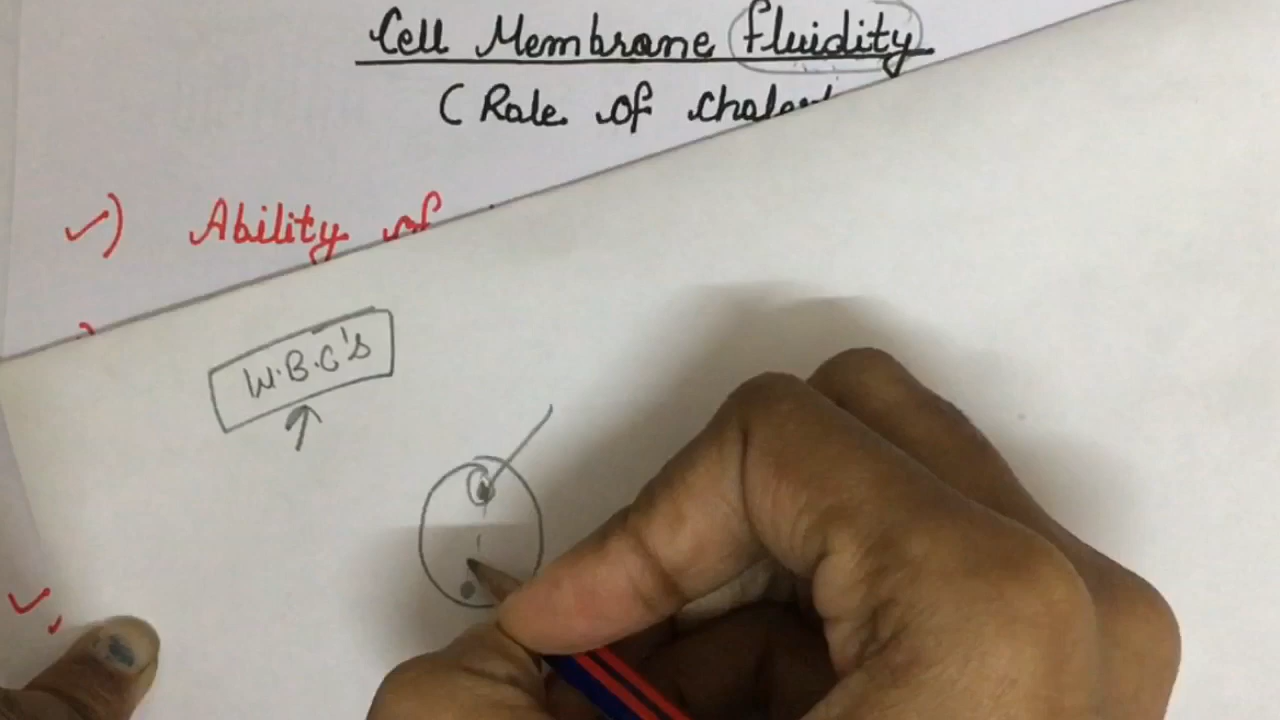 Cell Membrane fluidity
(Role of
✓) Ability of
W.B.C's